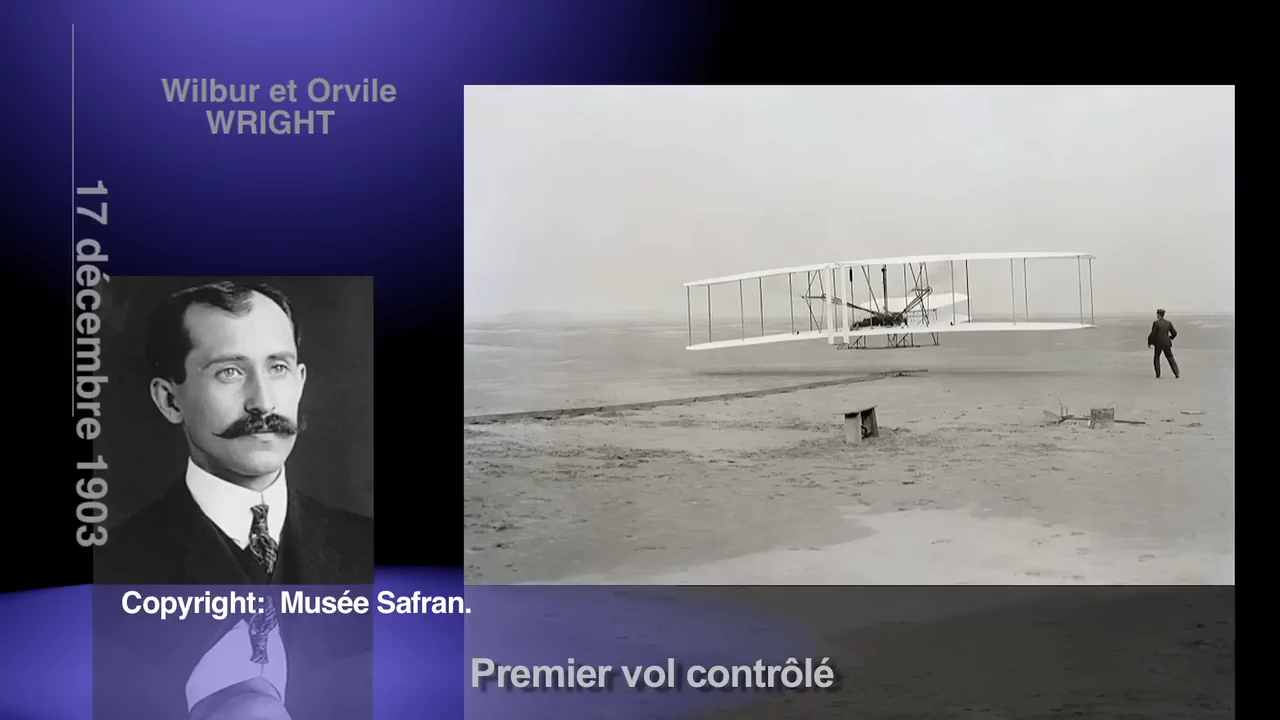 Wilbur et Orvile
WRIGHT
17 décembre 1903
Copyright: Musée Safran.
Premier vol contrôlé